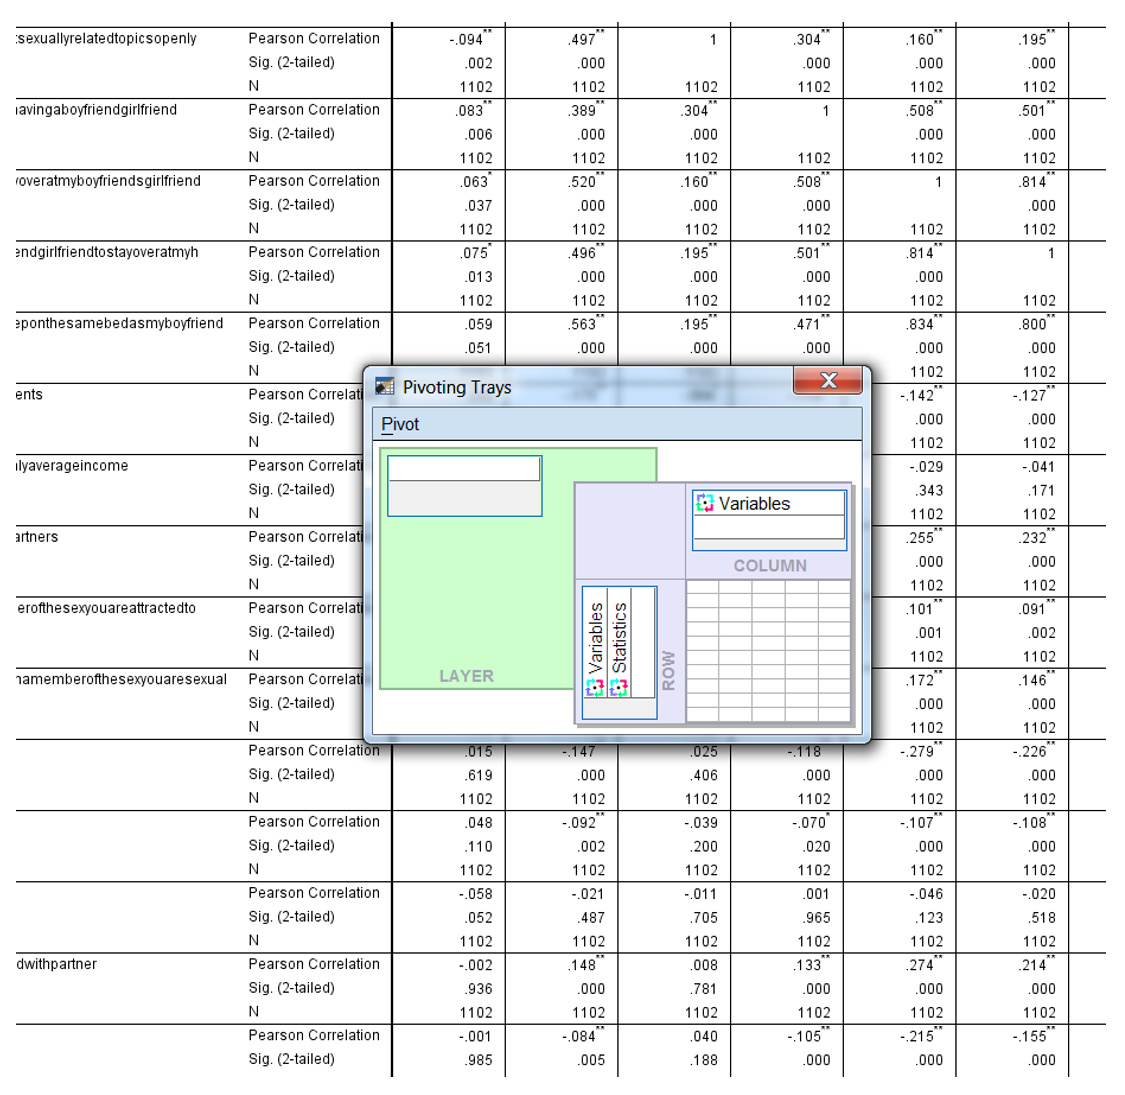 tsexuallyrelatedtopicsopenly Pearson Correlation -.094** .497** 1 .304** .160** .195**
Sig. (2-tailed) .002 .000 .000 .000 .000
N 1102 1102 1102 1102 1102 1102
avingaboyfriendgirlfriend Pearson Correlation .083** .389** .304** 1 .508** .501**
Sig. (2-tailed) .006 .000 .000 .000 .000
N 1102 1102 1102 1102 1102 1102
overatmyboyfriendsgirlfriend Pearson Correlation .063* .520** .160** .508** 1 .814**
Sig. (2-tailed) .037 .000 .000 .000 .000
N 1102 1102 1102 1102 1102 1102
endgirlfriendtostayoveratmyh Pearson Correlation .075* .496** .195** .501** .814** 1
Sig. (2-tailed) .013 .000 .000 .000 .000
N 1102 1102 1102 1102 1102 1102
eponthesamebedasmyboyfriend Pearson Correlation .059 .563** .195** .471** .834** .800**
Sig. (2-tailed) .051 .000 .000 .000 .000 .000
N 1102 1102
ents Pearson Correlati -.142** -.127**
Sig. (2-tailed) .000 .000
N 1102 1102
lyaverageincome Pearson Correlati -.029 -.041
Sig. (2-tailed) .343 .171
N 1102 1102
artners Pearson Correlati .255** .232**
Sig. (2-tailed) .000 .000
N 1102 1102
erofthesexyouareattractedto Pearson Correlati .101** .091**
Sig. (2-tailed) .001 .002
N 1102 1102
namemberofthesexyouaresexual Pearson Correlati .172** .146**
Sig. (2-tailed) .000 .000
N 1102 1102
Pivoting Trays
Pivot
Variables
COLUMN
Variables
Statistics
ROW
LAYER
Pearson Correlation .015 -.147 .025 -.118 -.279** -.226**
Sig. (2-tailed) .619 .000 .406 .000 .000 .000
N 1102 1102 1102 1102 1102 1102
Pearson Correlation .048 -.092** -.039 -.070* -.107** -.108**
Sig. (2-tailed) .110 .002 .200 .020 .000 .000
N 1102 1102 1102 1102 1102 1102
Pearson Correlation -.058 -.021 -.011 .001 -.046 -.020
Sig. (2-tailed) .052 .487 .705 .965 .123 .518
N 1102 1102 1102 1102 1102 1102
dwithpartner Pearson Correlation -.002 .148** .008 .133** .274** .214**
Sig. (2-tailed) .936 .000 .781 .000 .000 .000
N 1102 1102 1102 1102 1102 1102
Pearson Correlation -.001 -.084** .040 -.105** -.215** -.155**
Sig. (2-tailed) .985 .005 .188 .000 .000 .000